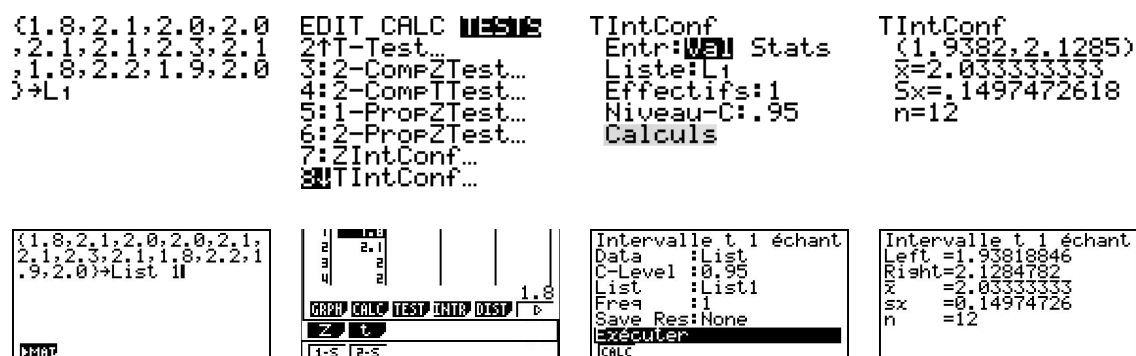 {1.8,2.1,2.0,2.0
,2.1,2.1,2.3,2.1
,1.8,2.2,1.9,2.0
}→L₁
EDIT CALC TESTS
2↑T-Test…
3:2-CompZTest…
4:2-CompTTest…
5:1-PropZTest…
6:2-PropZTest…
7:ZIntConf…
8↓TIntConf…
TIntConf
Entr:Val Stats
Liste:L₁
Effectifs:1
Niveau-C:.95
Calculs
TIntConf
(1.9382,2.1285)
x̄=2.033333333
Sx=.1497472618
n=12
{1.8,2.1,2.0,2.0,2.1,
2.1,2.3,2.1,1.8,2.2,1
.9,2.0}→List 1
▶MAT
1 1.8
2 2.1
3 2
4 2
1.8
GRPH CALC TEST INTR DIST ▷
Z t
1-S 2-S
Intervalle t 1 échant
Data :List
C-Level :0.95
List :List1
Freq :1
Save Res:None
Exécuter
CALC
Intervalle t 1 échant
Left =1.93818846
Right=2.1284782
x̄ =2.03333333
sx =0.14974726
n =12